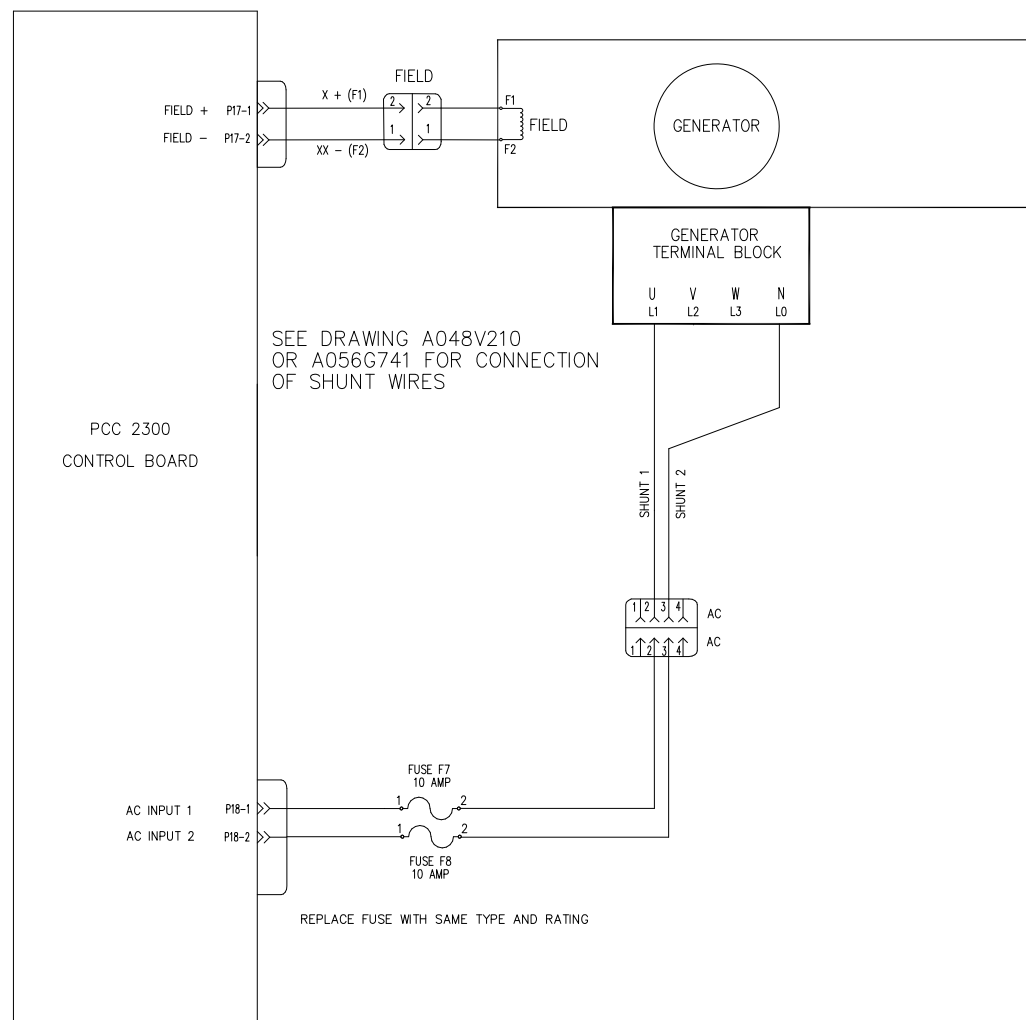 FIELD
FIELD + P17-1
X + (F1)
2 2
F1
FIELD - P17-2
XX - (F2)
1 1
F2
FIELD
GENERATOR
GENERATOR
TERMINAL BLOCK
U V W N
L1 L2 L3 L0
SEE DRAWING A048V210
OR A056G741 FOR CONNECTION
OF SHUNT WIRES
PCC 2300
CONTROL BOARD
SHUNT 1
SHUNT 2
1 2 3 4 AC
1 2 3 4 AC
FUSE F7
10 AMP
AC INPUT 1 P18-1
1 2
AC INPUT 2 P18-2
1 2
FUSE F8
10 AMP
REPLACE FUSE WITH SAME TYPE AND RATING